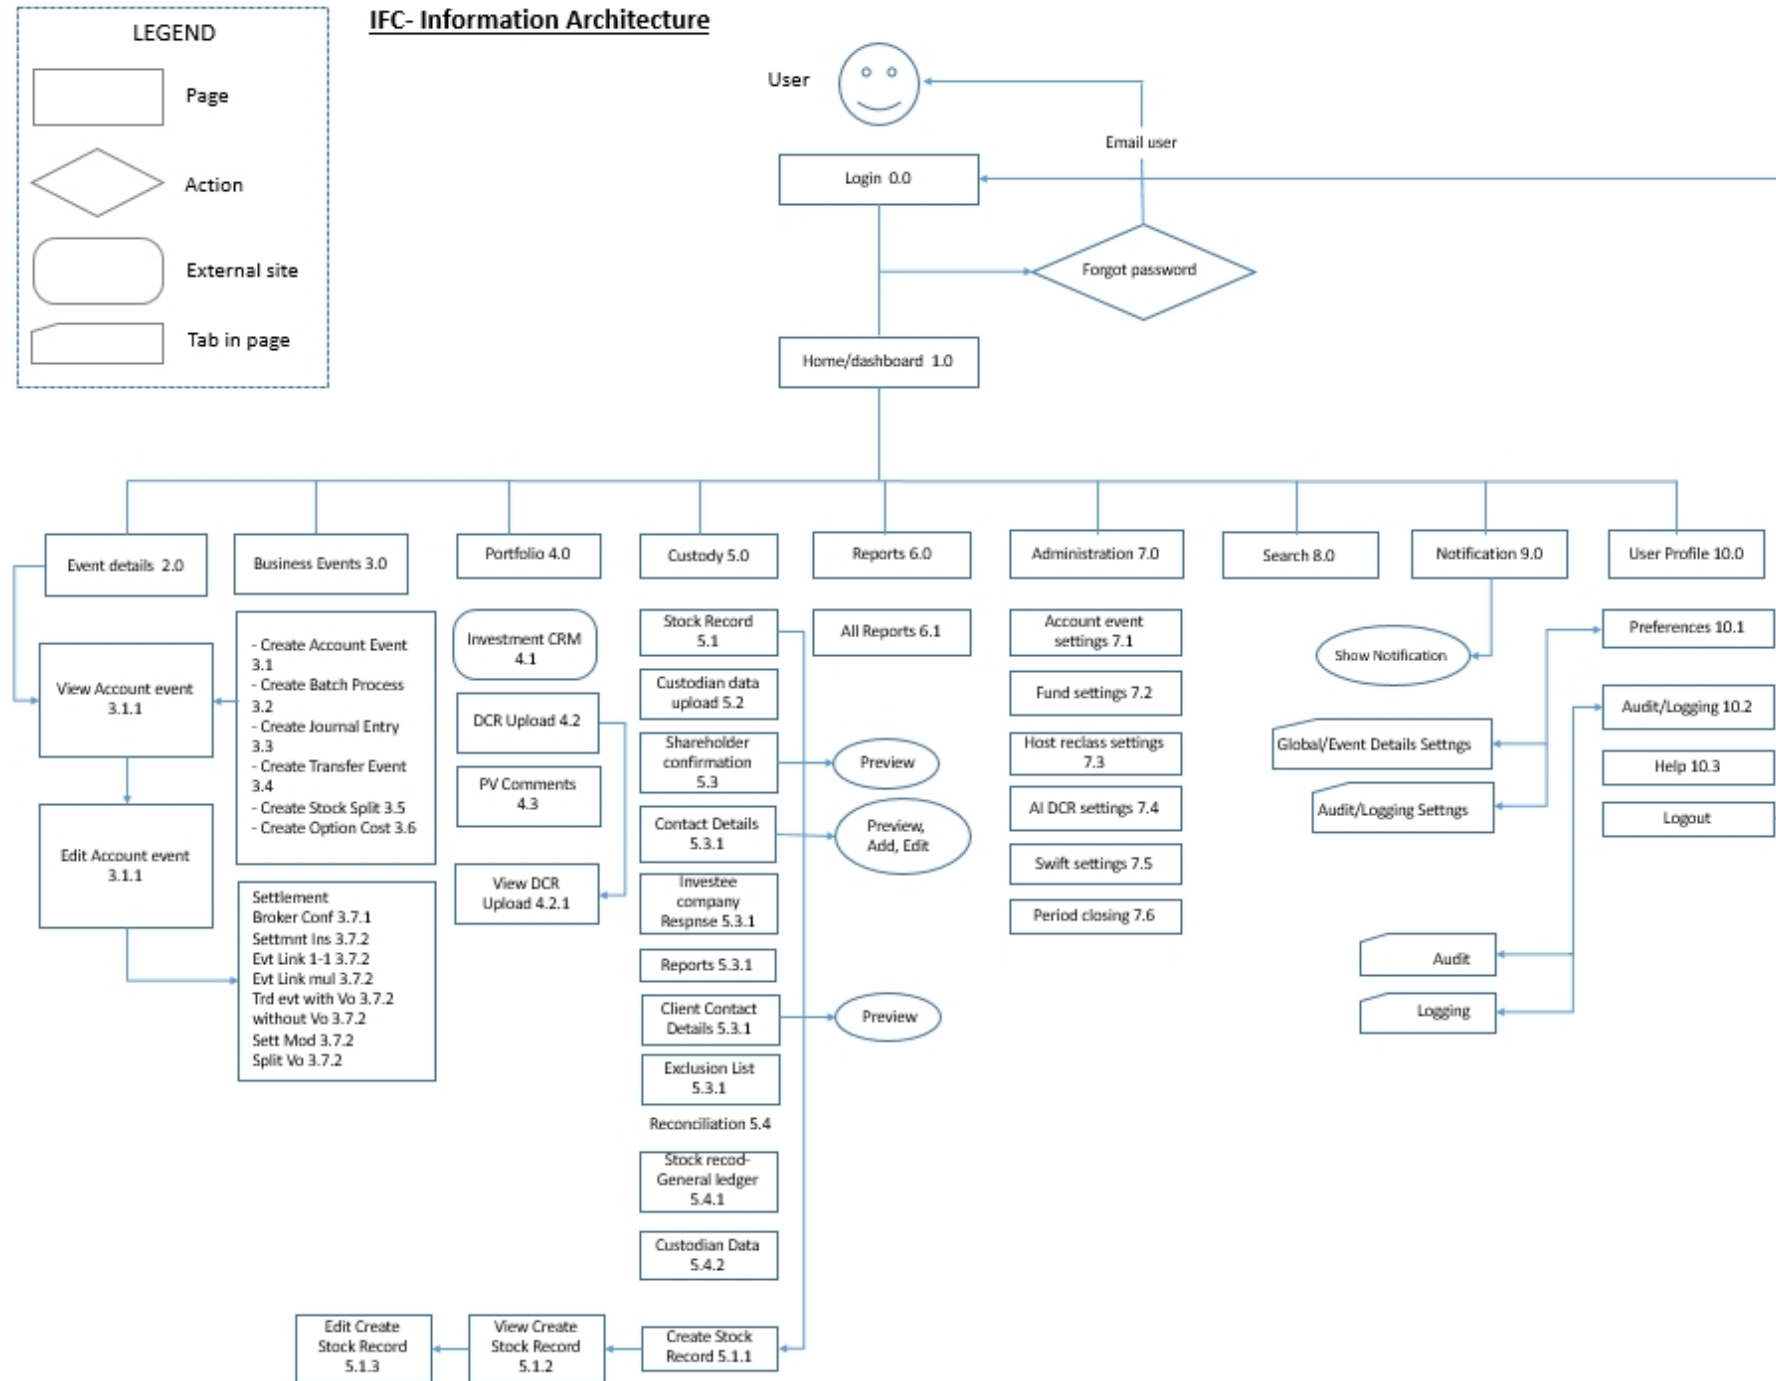 IFC- Information Architecture
LEGEND
Page
Action
External site
Tab in page
User
Email user
Login  0.0
Forgot password
Home/dashboard  1.0
Event details  2.0
Business Events 3.0
Portfolio 4.0
Custody 5.0
Reports 6.0
Administration 7.0
Search 8.0
Notification 9.0
User Profile 10.0
View Account event
3.1.1
Edit Account event
3.1.1
- Create Account Event
3.1
- Create Batch Process
3.2
- Create Journal Entry
3.3
- Create Transfer Event
3.4
- Create Stock Split 3.5
- Create Option Cost 3.6
Settlement
Broker Conf 3.7.1
Settmnt Ins 3.7.2
Evt Link 1-1 3.7.2
Evt Link mul 3.7.2
Trd evt with Vo 3.7.2
without Vo 3.7.2
Sett Mod 3.7.2
Split Vo 3.7.2
Investment CRM
4.1
DCR Upload 4.2
PV Comments
4.3
View DCR
Upload 4.2.1
Stock Record
5.1
Custodian data
upload 5.2
Shareholder
confirmation
5.3
Preview
Contact Details
5.3.1
Preview,
Add, Edit
Investee
company
Respnse 5.3.1
Reports 5.3.1
Client Contact
Details 5.3.1
Preview
Exclusion List
5.3.1
Reconciliation 5.4
Stock recod-
General ledger
5.4.1
Custodian Data
5.4.2
Create Stock
Record 5.1.1
View Create
Stock Record
5.1.2
Edit Create
Stock Record
5.1.3
All Reports 6.1
Account event
settings 7.1
Fund settings 7.2
Host reclass settings
7.3
AI DCR settings 7.4
Swift settings 7.5
Period closing 7.6
Show Notification
Global/Event Details Settngs
Audit/Logging Settngs
Audit
Logging
Preferences 10.1
Audit/Logging 10.2
Help 10.3
Logout